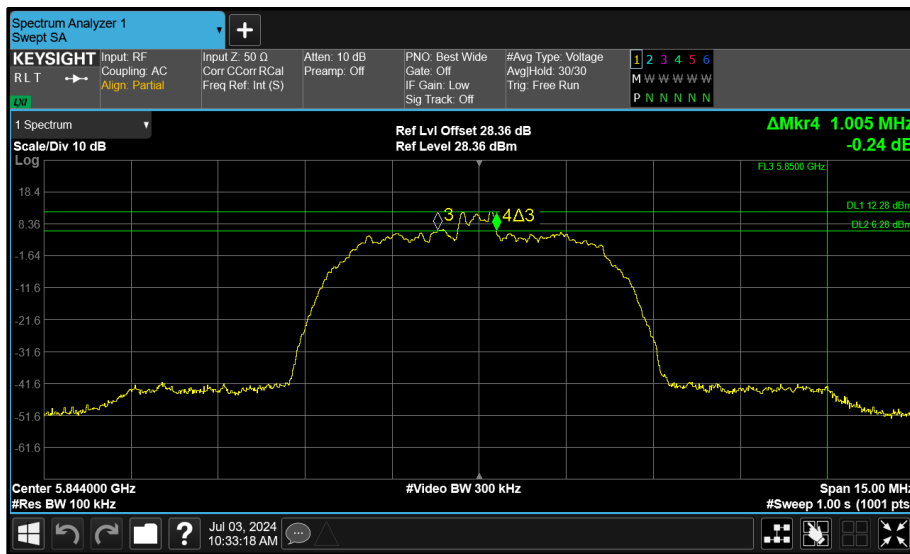 Spectrum Analyzer 1
Swept SA
KEYSIGHT
R L T
LXI
Input: RF
Coupling: AC
Align: Partial
Input Z: 50 Ω
Corr CCorr RCal
Freq Ref: Int (S)
Atten: 10 dB
Preamp: Off
PNO: Best Wide
Gate: Off
IF Gain: Low
Sig Track: Off
#Avg Type: Voltage
Avg|Hold: 30/30
Trig: Free Run
1 2 3 4 5 6
M W W W W W
P N N N N N
1 Spectrum
Scale/Div 10 dB
Log
Ref Lvl Offset 28.36 dB
Ref Level 28.36 dBm
ΔMkr4 1.005 MHz
-0.24 dB
FL3 5.8500 GHz
18.4
DL1 12.28 dBm
3
4Δ3
8.36
DL2 6.28 dBm
-1.64
-11.6
-21.6
-31.6
-41.6
-51.6
-61.6
Center 5.844000 GHz
#Video BW 300 kHz
Span 15.00 MHz
#Res BW 100 kHz
#Sweep 1.00 s (1001 pts)
?
Jul 03, 2024
10:33:18 AM